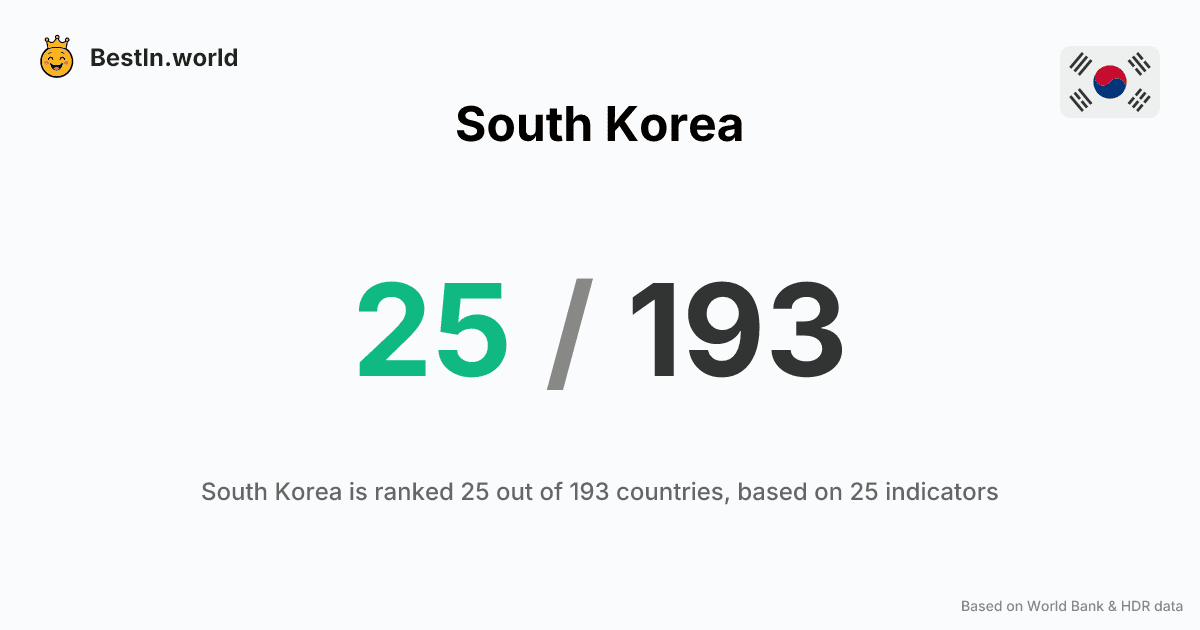 BestIn.world
South Korea
25 / 193
South Korea is ranked 25 out of 193 countries, based on 25 indicators
Based on World Bank & HDR data